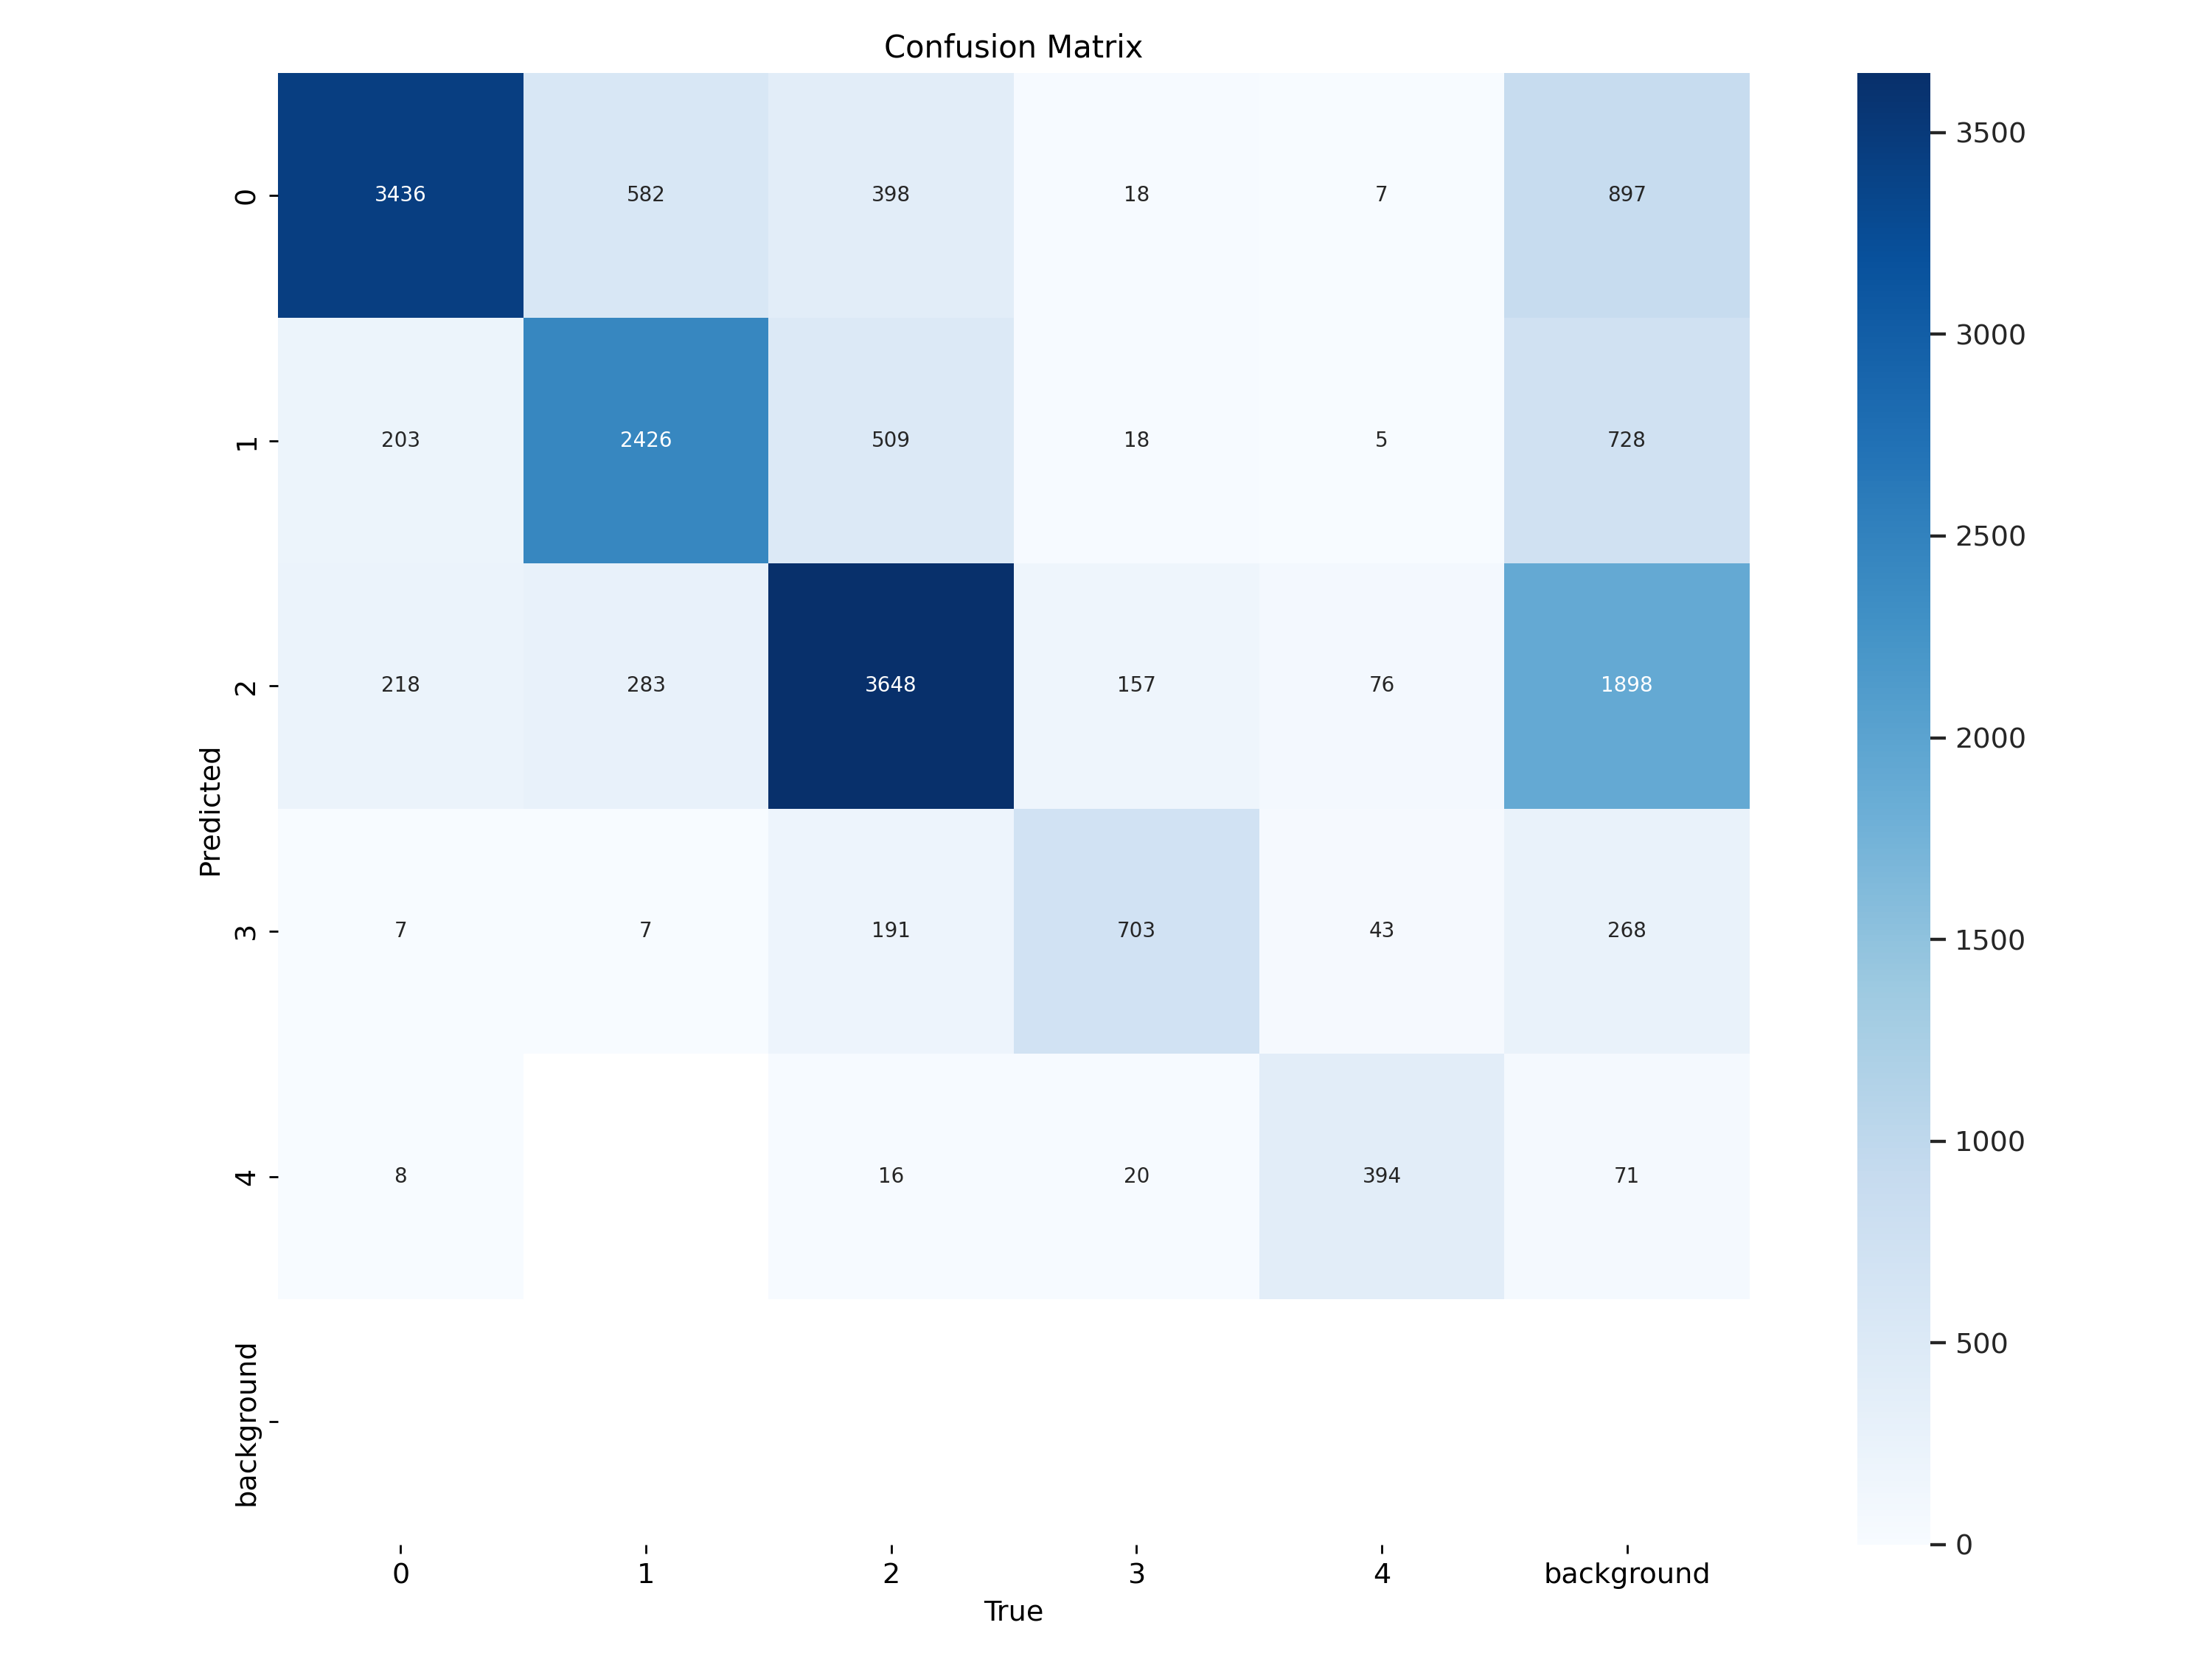 Confusion Matrix
0 3436 582 398 18 7 897
1 203 2426 509 18 5 728
2 218 283 3648 157 76 1898
3 7 7 191 703 43 268
4 8 16 20 394 71
background
0 1 2 3 4 background
True
Predicted
3500
3000
2500
2000
1500
1000
500
0